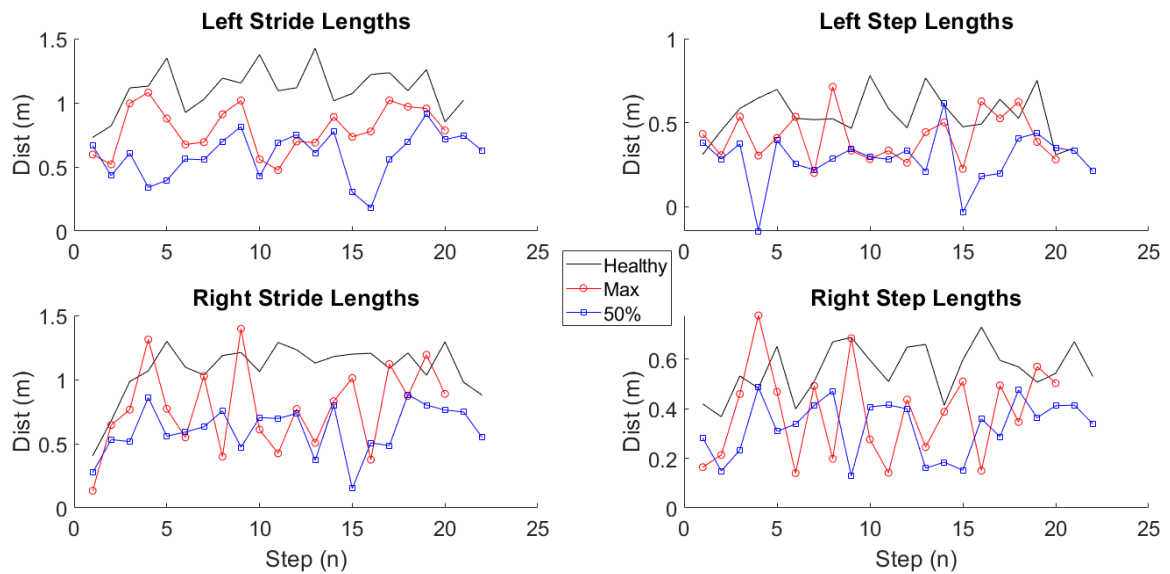 Left Stride Lengths
1.5
1
0.5
0
Dist (m)
0 5 10 15 20 25
Left Step Lengths
1
0.5
0
Dist (m)
0 5 10 15 20 25
Healthy
Max
50%
Right Stride Lengths
1.5
1
0.5
0
Dist (m)
0 5 10 15 20 25
Step (n)
Right Step Lengths
0.6
0.4
0.2
0
Dist (m)
0 5 10 15 20 25
Step (n)